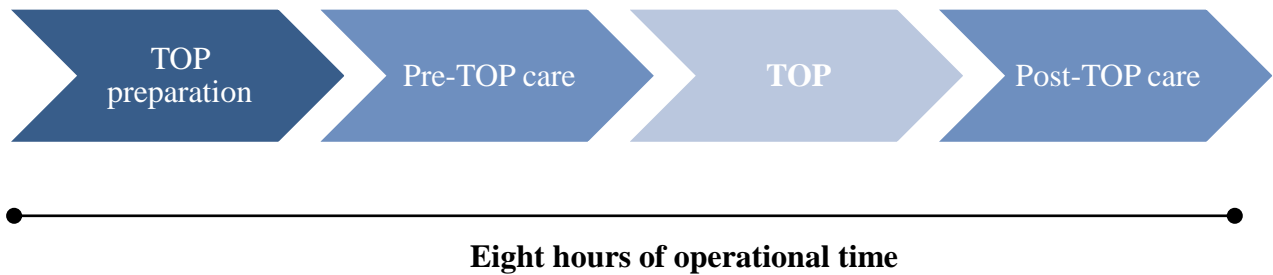 TOP
preparation
Pre-TOP care
TOP
Post-TOP care
Eight hours of operational time